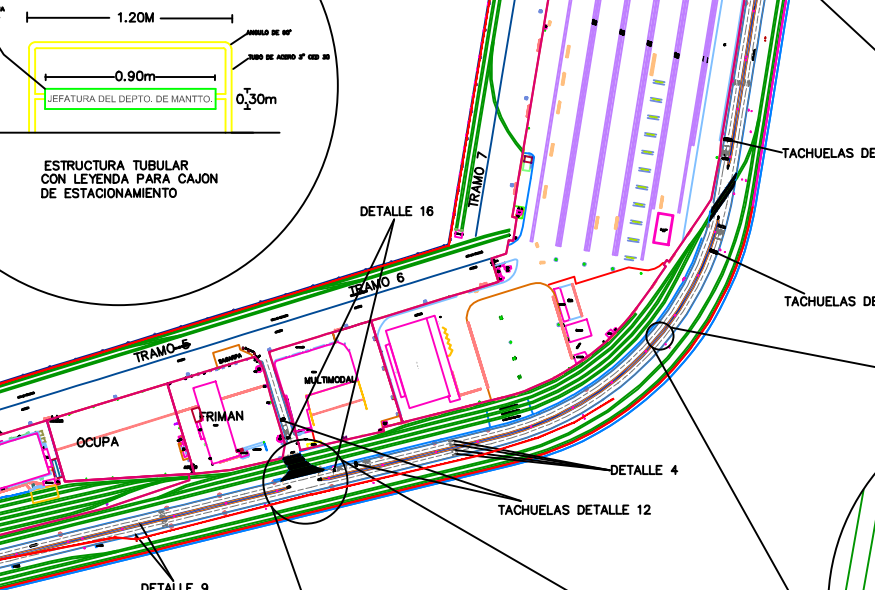 1.20M
ANGULO DE 90°
TUBO DE ACERO 3" CED 30
0.90m
JEFATURA DEL DEPTO. DE MANTTO.
0.30m
ESTRUCTURA TUBULAR
CON LEYENDA PARA CAJON
DE ESTACIONAMIENTO
TRAMO 7
TACHUELAS DE
DETALLE 16
TRAMO 6
TACHUELAS DE
TRAMO 5
MULTIMODAL
FRIMAN
OCUPA
DETALLE 4
TACHUELAS DETALLE 12
DETALLE 9